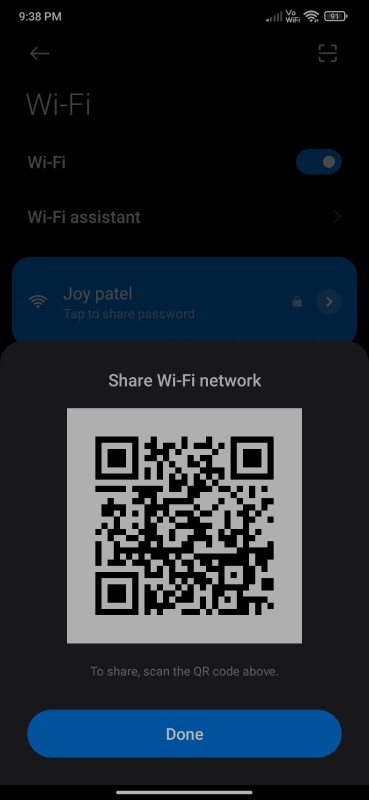 9:38 PM
Vo
WiFi
91
Wi-Fi
Wi-Fi
Wi-Fi assistant
Joy patel
Tap to share password
Share Wi-Fi network
To share, scan the QR code above.
Done